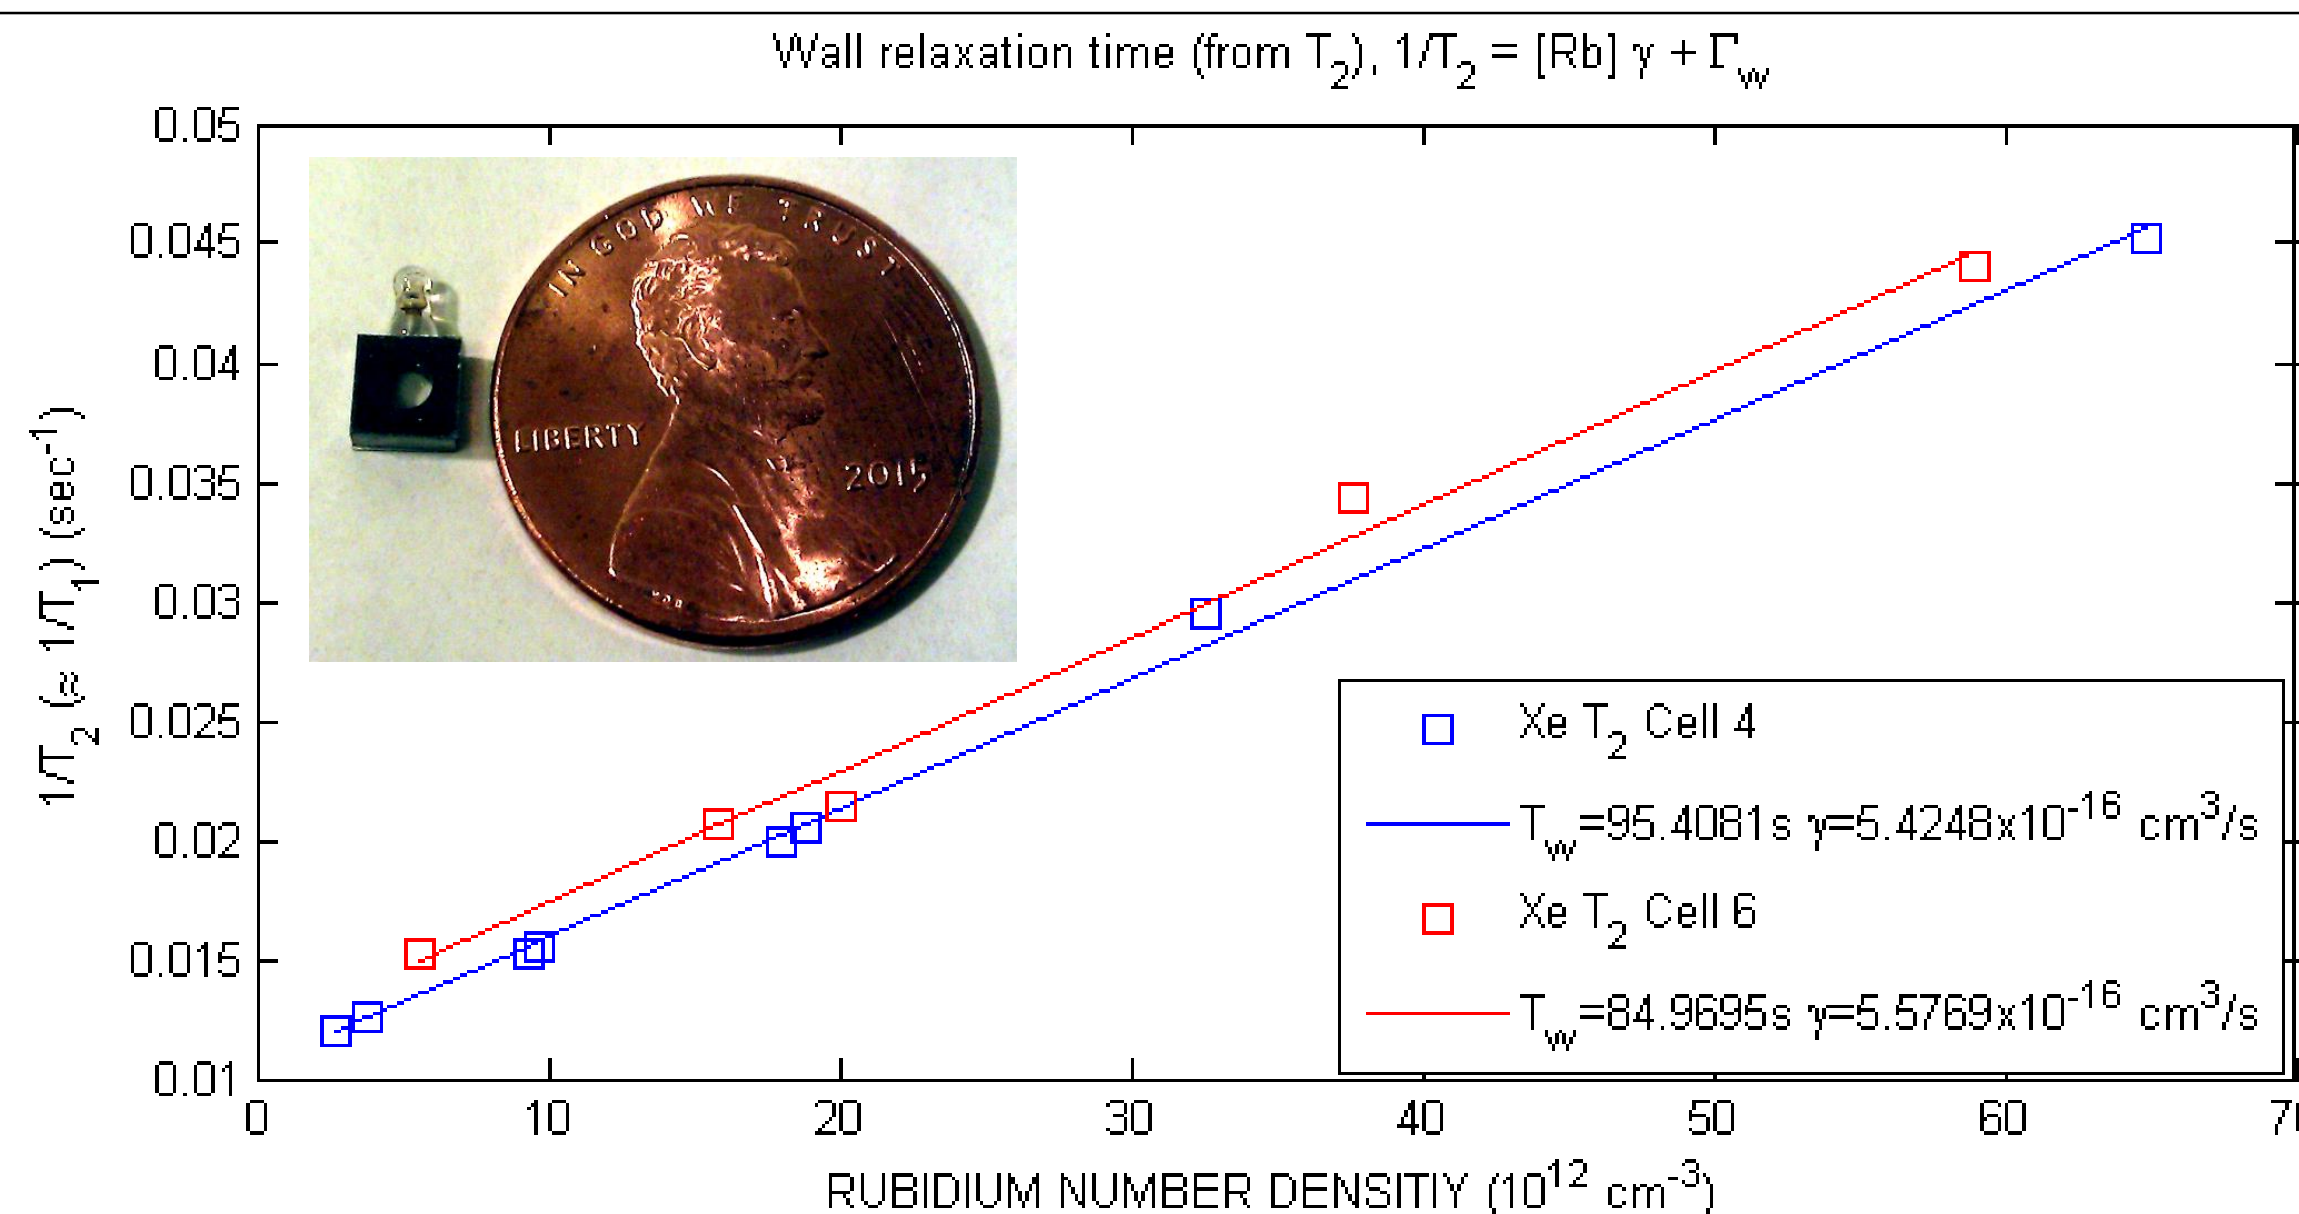 Wall relaxation time (from T₂), 1/T₂ = [Rb] γ + Γw
0.05
0.045
0.04
0.035
0.03
0.025
0.02
0.015
0.01
1/T₂ (≈ 1/T₁) (sec⁻¹)
IN GOD WE TRUST
LIBERTY
2015
Xe T₂ Cell 4
Tw=95.4081s γ=5.4248x10⁻¹⁶ cm³/s
Xe T₂ Cell 6
Tw=84.9695s γ=5.5769x10⁻¹⁶ cm³/s
0 10 20 30 40 50 60
RUBIDIUM NUMBER DENSITIY (10¹² cm⁻³)